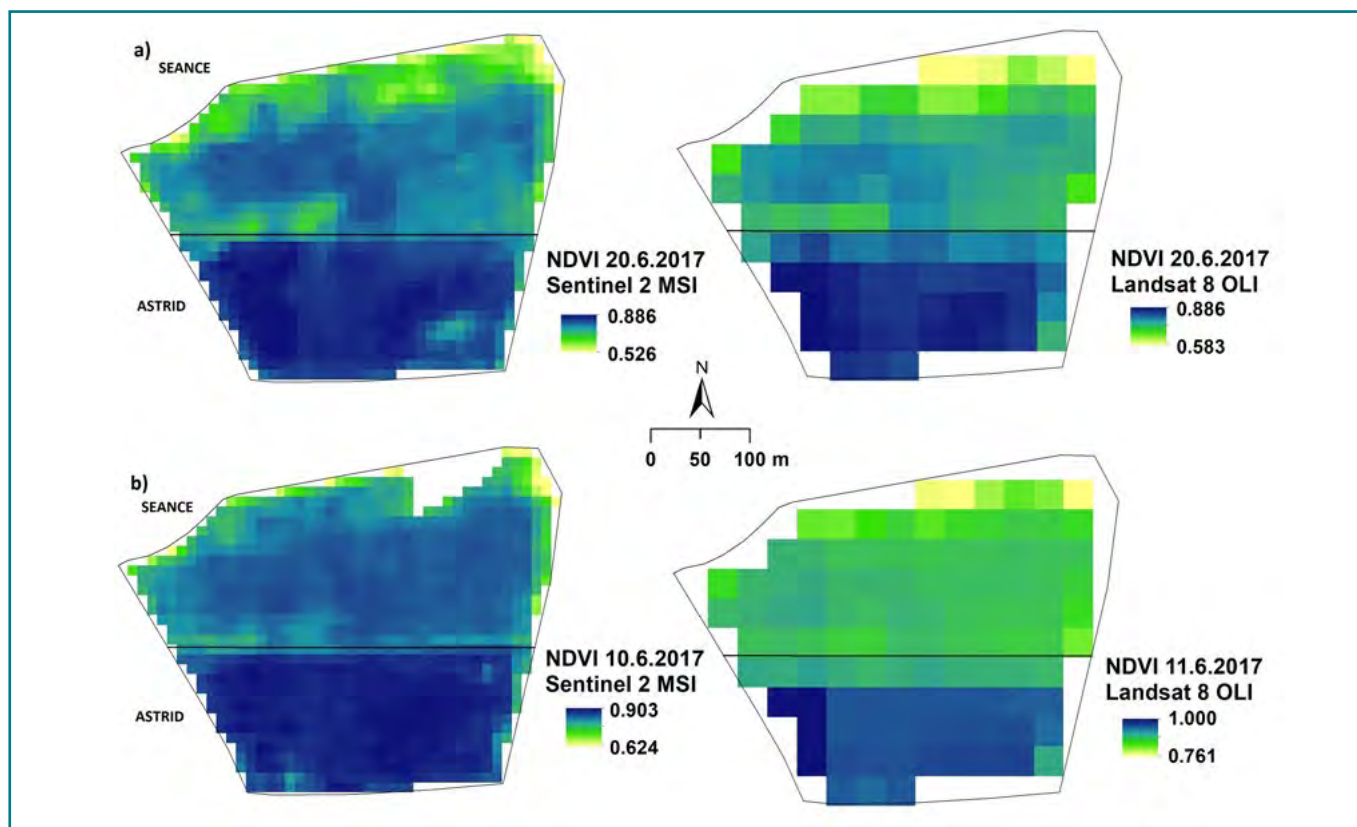 a)
SEANCE
ASTRID
NDVI 20.6.2017
Sentinel 2 MSI
0.886
0.526
NDVI 20.6.2017
Landsat 8 OLI
0.886
0.583
N
0 50 100 m
b)
SEANCE
ASTRID
NDVI 10.6.2017
Sentinel 2 MSI
0.903
0.624
NDVI 11.6.2017
Landsat 8 OLI
1.000
0.761